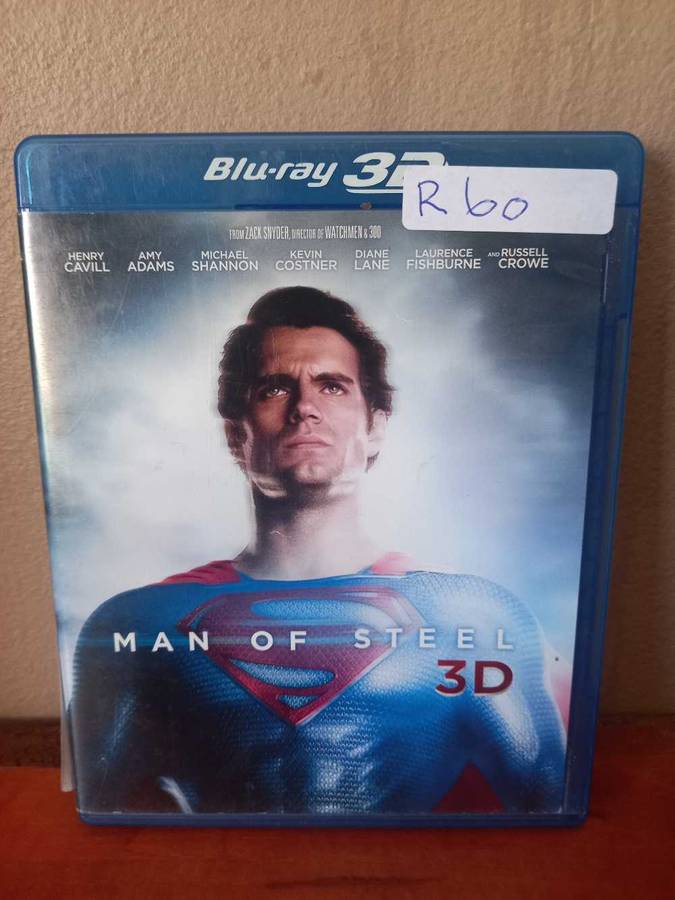 Blu-ray 3D
R 60
FROM ZACK SNYDER, DIRECTOR OF WATCHMEN & 300
HENRY CAVILL AMY ADAMS MICHAEL SHANNON KEVIN COSTNER DIANE LANE LAURENCE FISHBURNE AND RUSSELL CROWE
MAN OF STEEL
3D